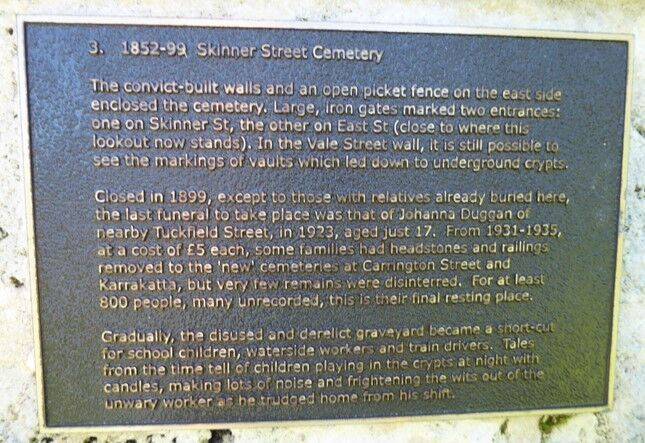 3. 1852-99 Skinner Street Cemetery
The convict-built walls and an open picket fence on the east side
enclosed the cemetery. Large, iron gates marked two entrances:
one on Skinner St, the other on East St (close to where this
lookout now stands). In the Vale Street wall, it is still possible to
see the markings of vaults which led down to underground crypts.
Closed in 1899, except to those with relatives already buried here,
the last funeral to take place was that of Johanna Duggan of
nearby Tuckfield Street, in 1923, aged just 17. From 1931-1935,
at a cost of £5 each, some families had headstones and railings
removed to the 'new' cemeteries at Carrington Street and
Karrakatta, but very few remains were disinterred. For at least
800 people, many unrecorded, this is their final resting place.
Gradually, the disused and derelict graveyard became a short-cut
for school children, waterside workers and train drivers. Tales
from the time tell of children playing in the crypts at night with
candles, making lots of noise and frightening the wits out of the
unwary worker as he trudged home from his shift.